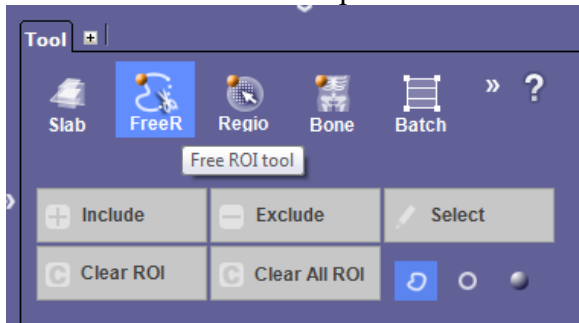 Tool
Slab FreeR Regio Bone Batch » ?
Free ROI tool
Include Exclude Select
C Clear ROI C Clear All ROI